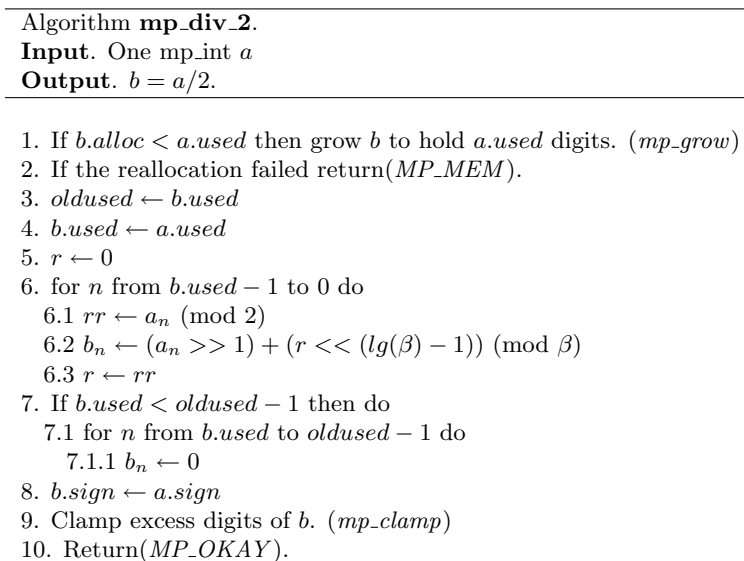 Algorithm mp_div_2.
Input. One mp_int a
Output. b = a/2.
1. If b.alloc < a.used then grow b to hold a.used digits. (mp_grow)
2. If the reallocation failed return(MP_MEM).
3. oldused ← b.used
4. b.used ← a.used
5. r ← 0
6. for n from b.used − 1 to 0 do
6.1 rr ← aₙ (mod 2)
6.2 bₙ ← (aₙ >> 1) + (r << (lg(β) − 1)) (mod β)
6.3 r ← rr
7. If b.used < oldused − 1 then do
7.1 for n from b.used to oldused − 1 do
7.1.1 bₙ ← 0
8. b.sign ← a.sign
9. Clamp excess digits of b. (mp_clamp)
10. Return(MP_OKAY).